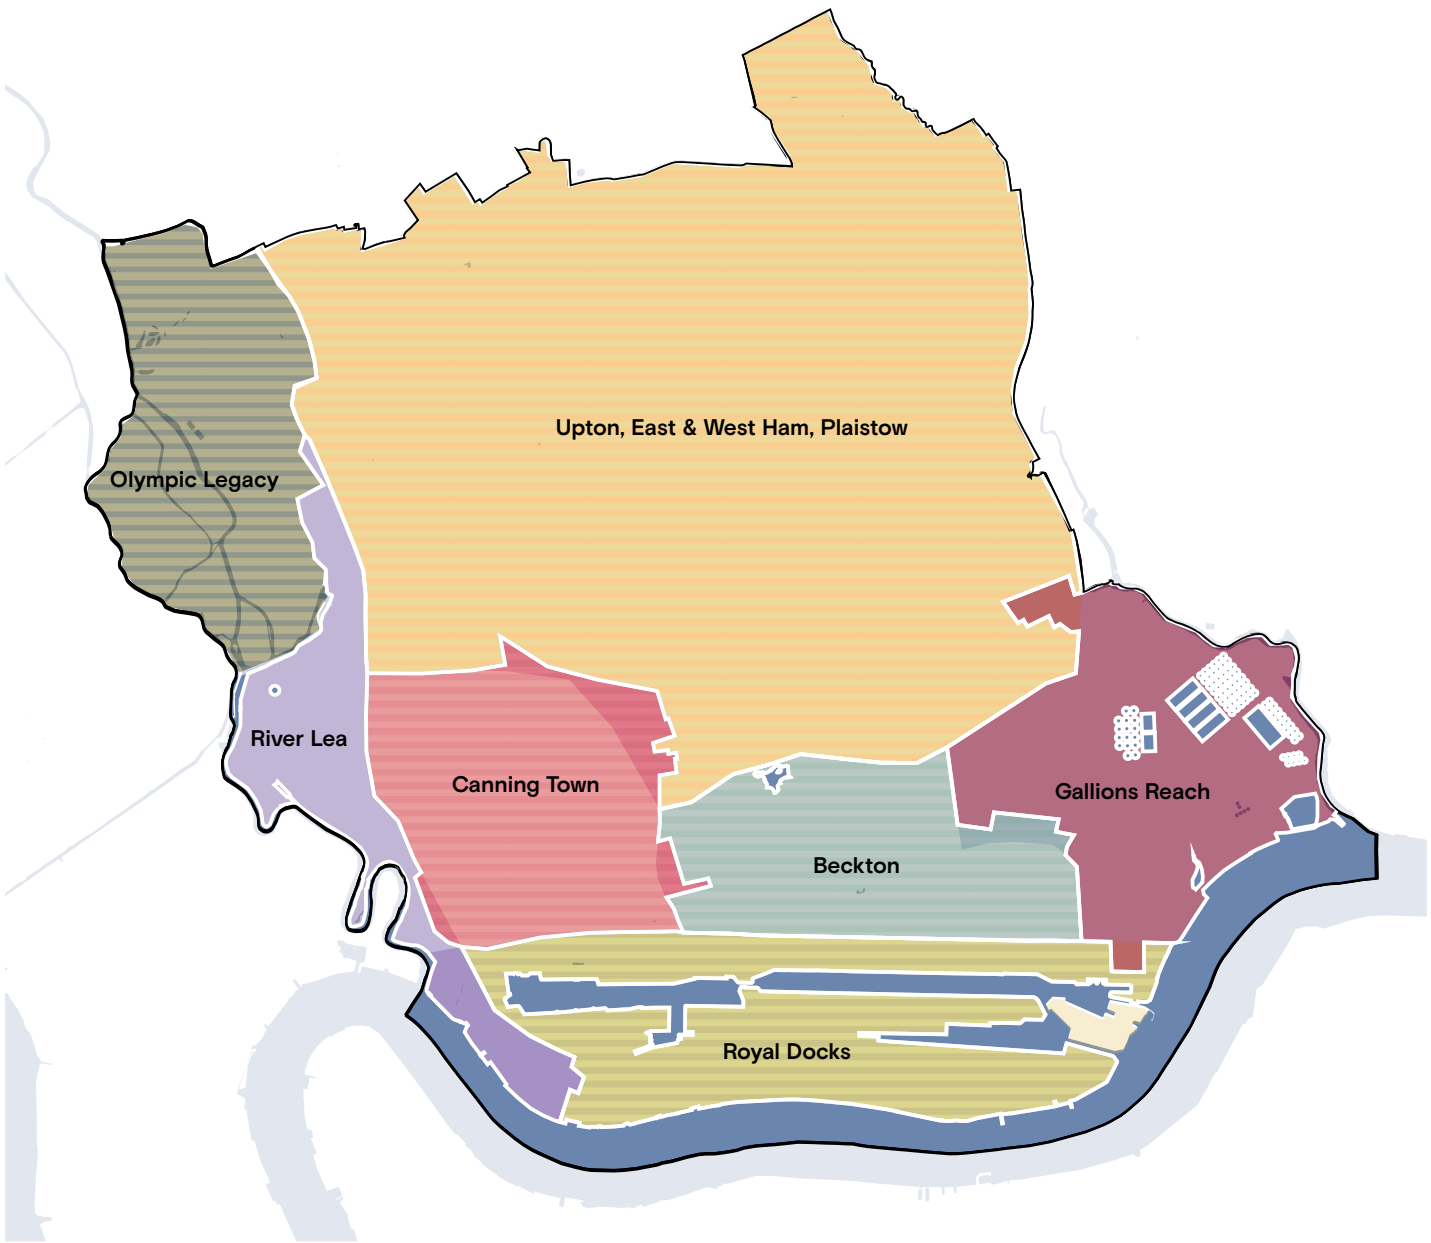 Upton, East & West Ham, Plaistow
Olympic Legacy
River Lea
Canning Town
Gallions Reach
Beckton
Royal Docks